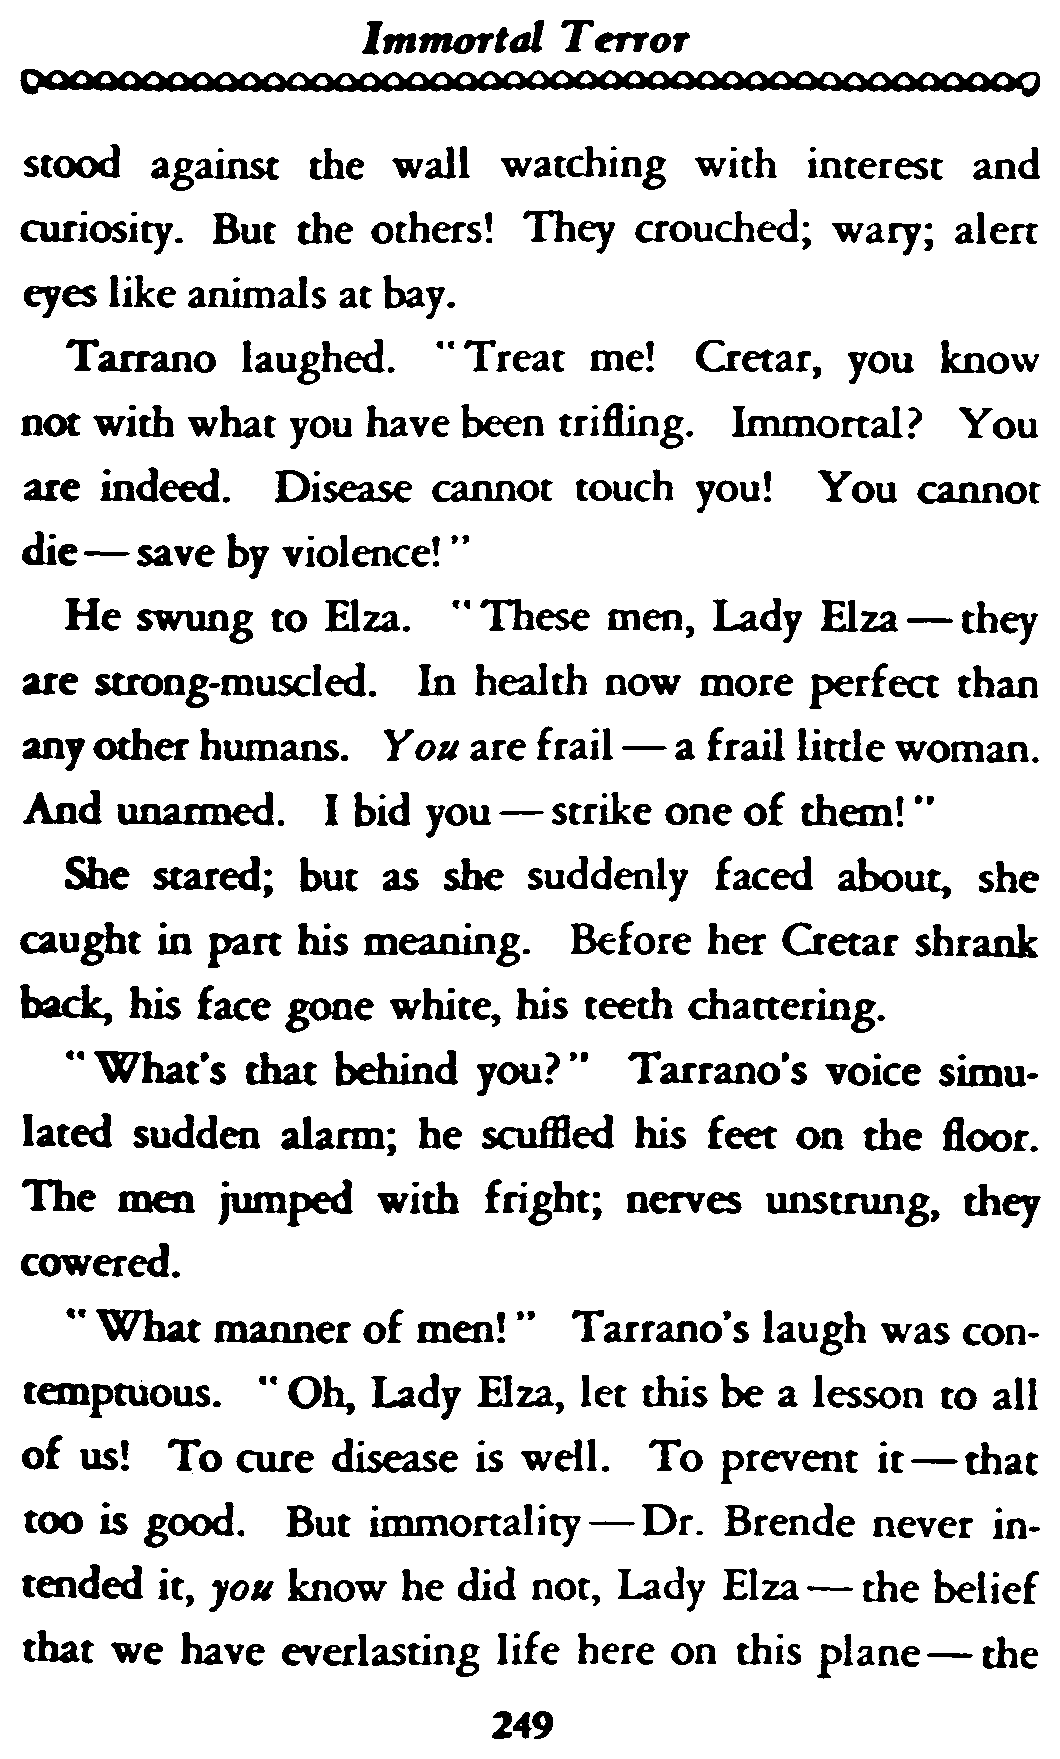 Immortal Terror
stood against the wall watching with interest and
curiosity. But the others! They crouched; wary; alert
eyes like animals at bay.
Tarrano laughed. "Treat me! Cretar, you know
not with what you have been trifling. Immortal? You
are indeed. Disease cannot touch you! You cannot
die—save by violence!"
He swung to Elza. "These men, Lady Elza—they
are strong-muscled. In health now more perfect than
any other humans. You are frail—a frail little woman.
And unarmed. I bid you—strike one of them!"
She stared; but as she suddenly faced about, she
caught in part his meaning. Before her Cretar shrank
back, his face gone white, his teeth chattering.
"What's that behind you?" Tarrano's voice simu-
lated sudden alarm; he scuffled his feet on the floor.
The men jumped with fright; nerves unstrung, they
cowered.
"What manner of men!" Tarrano's laugh was con-
temptuous. "Oh, Lady Elza, let this be a lesson to all
of us! To cure disease is well. To prevent it—that
too is good. But immortality—Dr. Brende never in-
tended it, you know he did not, Lady Elza—the belief
that we have everlasting life here on this plane—the
249